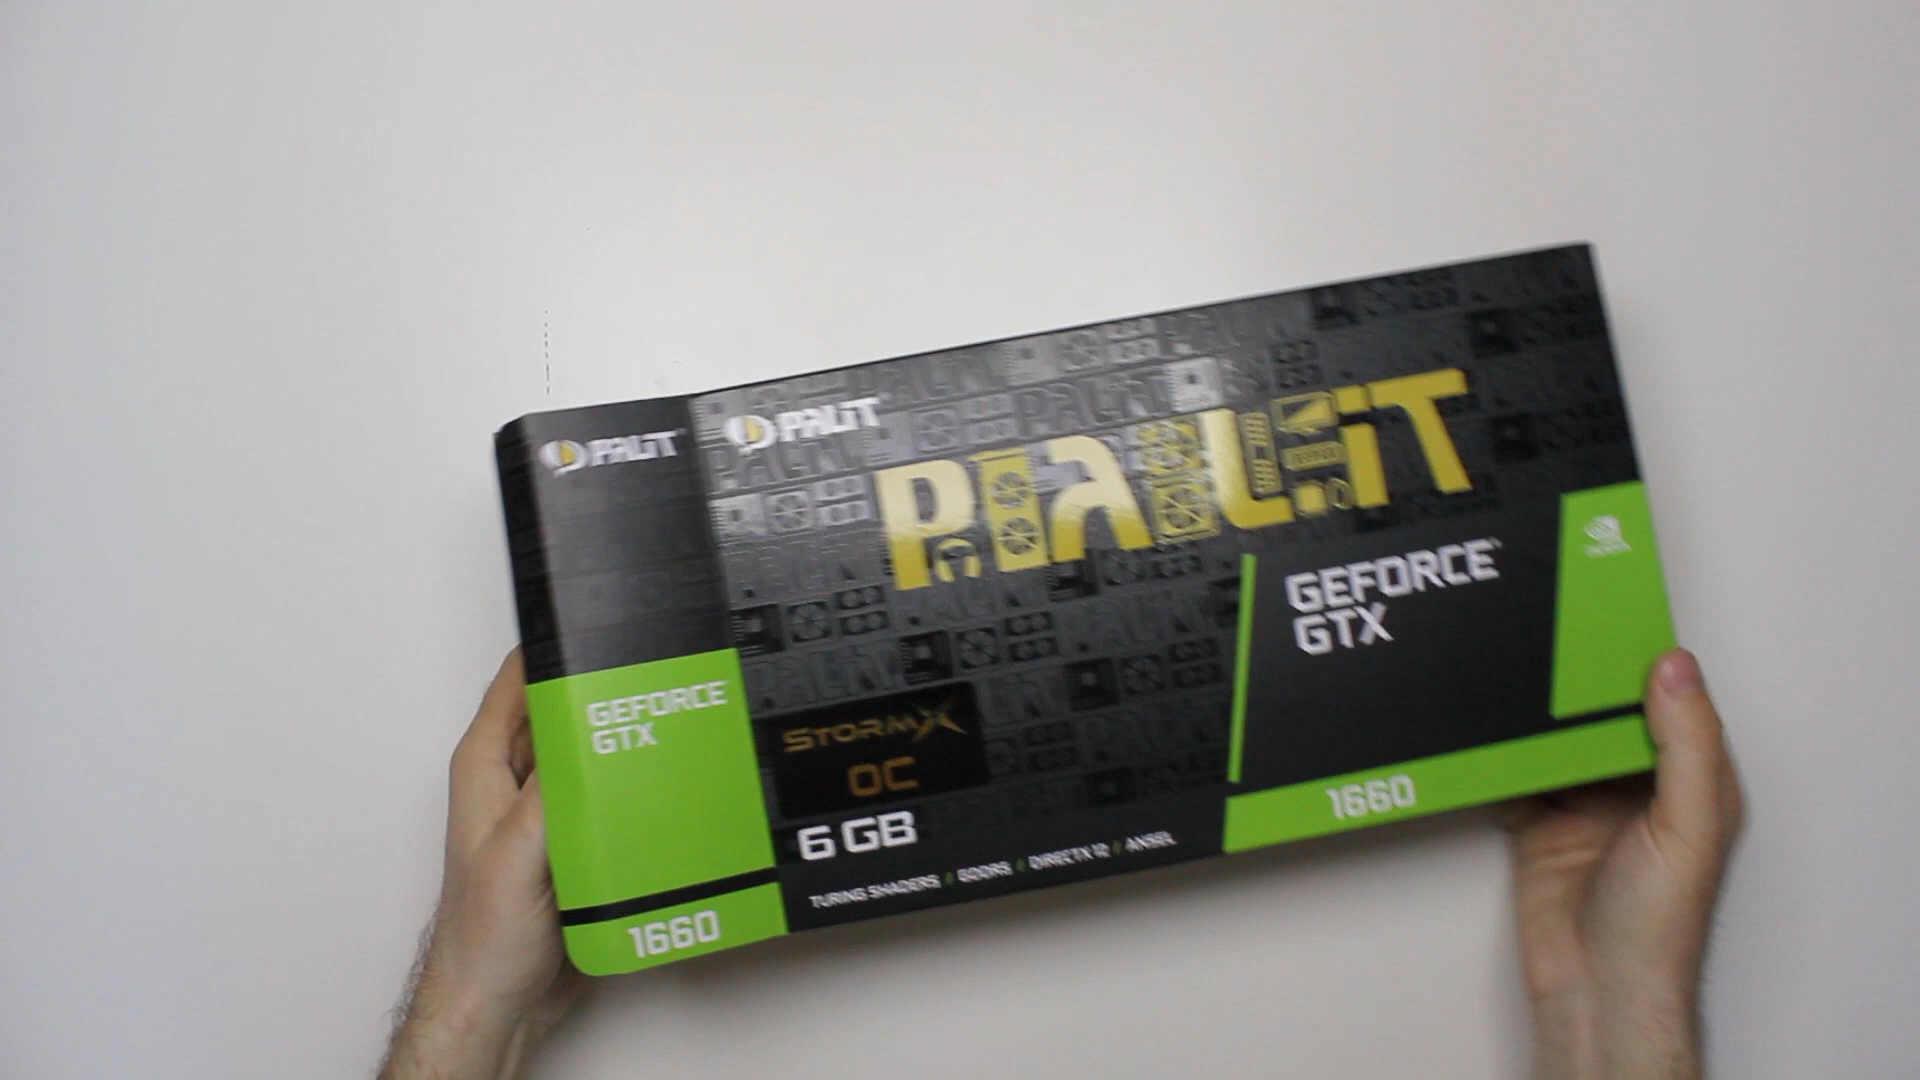 PALiT
GEFORCE
GTX
1660
PALiT
PALiT
STORMX
OC
6 GB
TURING SHADERS / GDDR5 / DIRECTX 12 / ANSEL
GEFORCE
GTX
1660